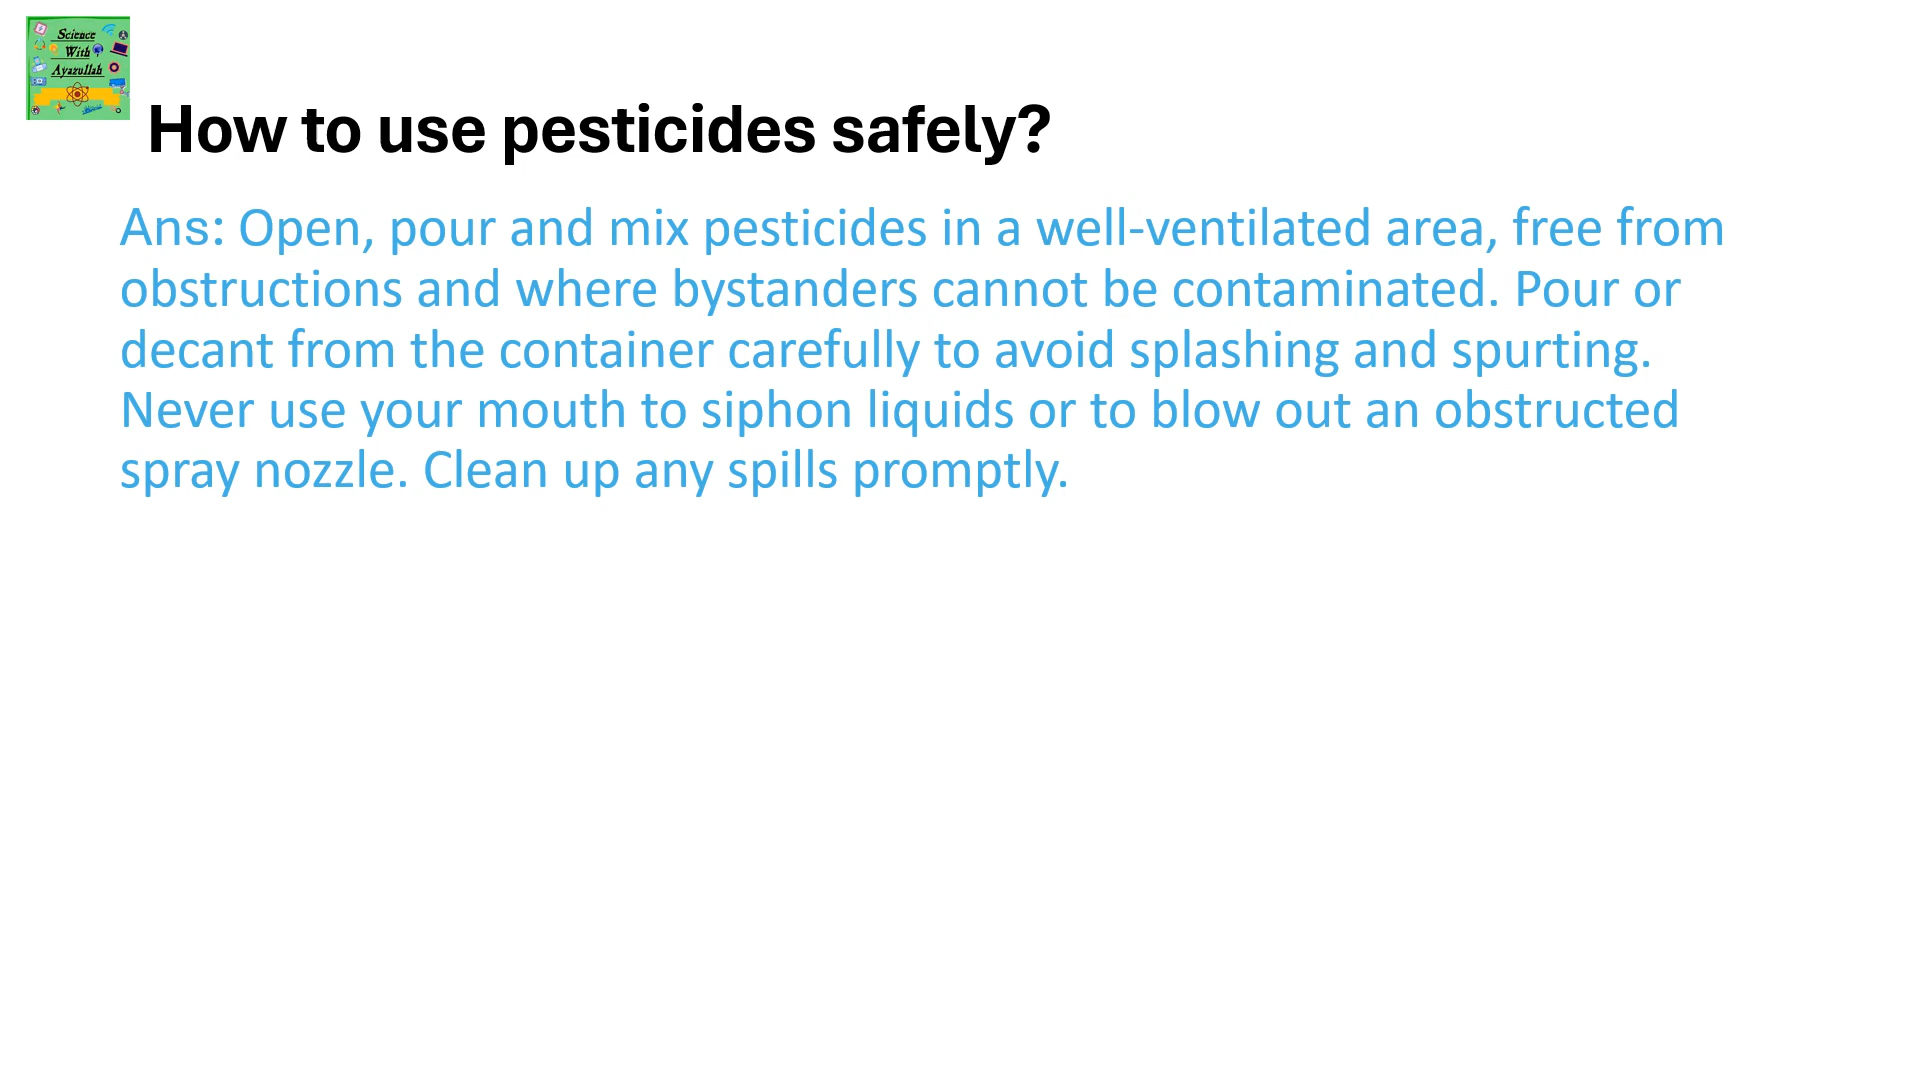 Science
With
Ayazullah
How to use pesticides safely?
Ans: Open, pour and mix pesticides in a well-ventilated area, free from
obstructions and where bystanders cannot be contaminated. Pour or
decant from the container carefully to avoid splashing and spurting.
Never use your mouth to siphon liquids or to blow out an obstructed
spray nozzle. Clean up any spills promptly.